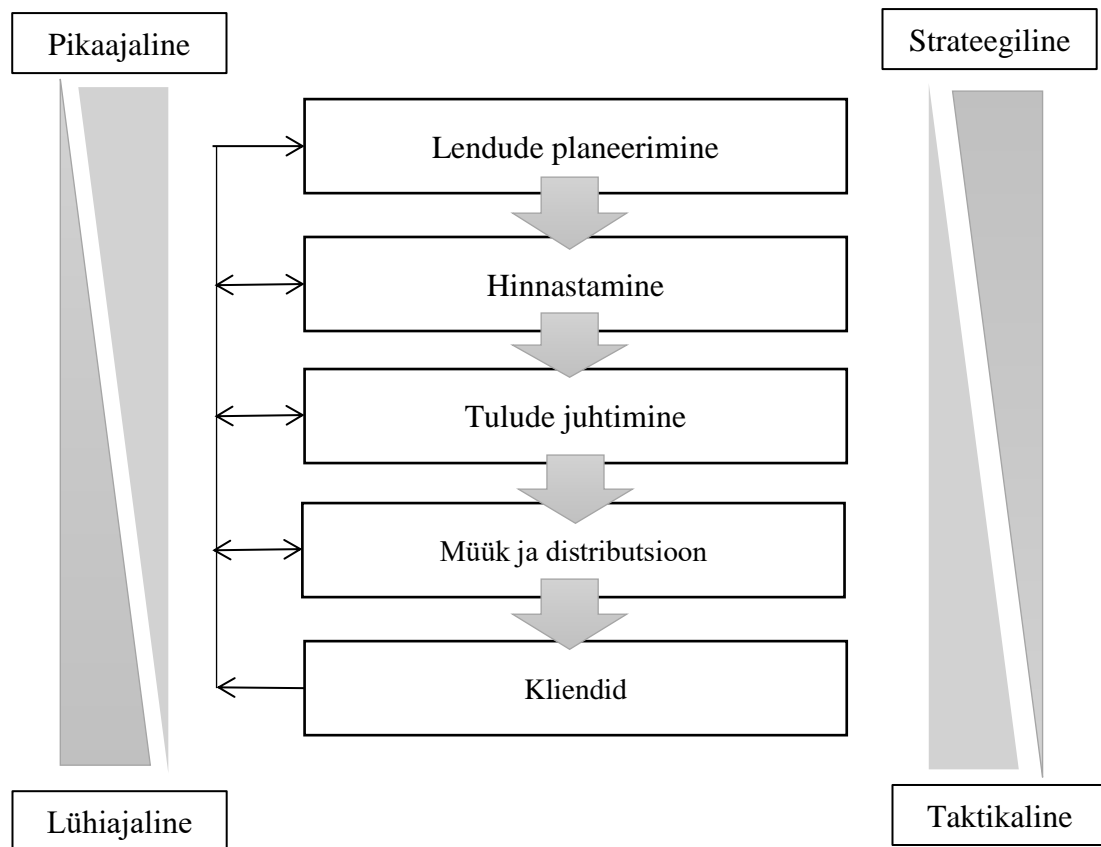 Pikaajaline
Strateegiline
Lendude planeerimine
Hinnastamine
Tulude juhtimine
Müük ja distributsioon
Kliendid
Lühiajaline
Taktikaline